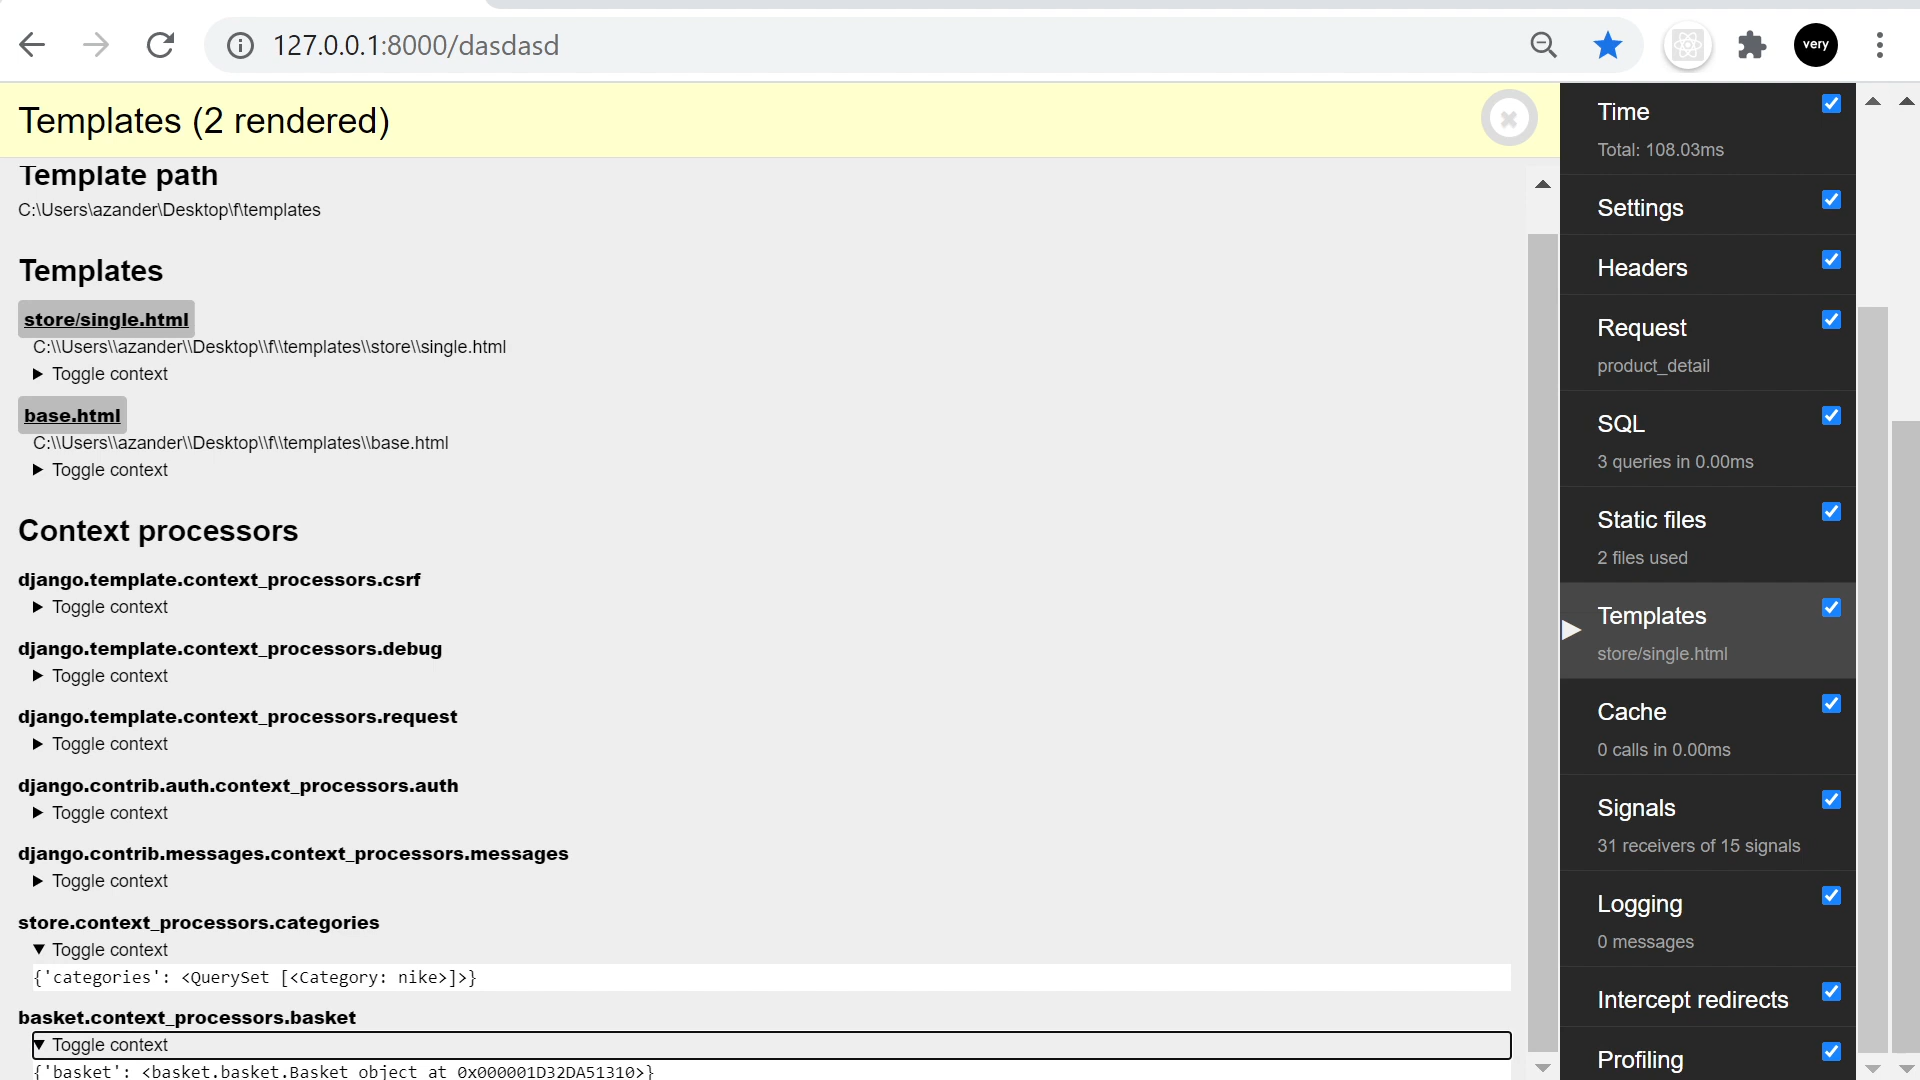 127.0.0.1:8000/dasdasd
very
Templates (2 rendered)
Template path
C:\Users\azander\Desktop\f\templates
Templates
store/single.html
C:\\Users\\azander\\Desktop\\f\\templates\\store\\single.html
Toggle context
base.html
C:\\Users\\azander\\Desktop\\f\\templates\\base.html
Toggle context
Context processors
django.template.context_processors.csrf
Toggle context
django.template.context_processors.debug
Toggle context
django.template.context_processors.request
Toggle context
django.contrib.auth.context_processors.auth
Toggle context
django.contrib.messages.context_processors.messages
Toggle context
store.context_processors.categories
Toggle context
{'categories': <QuerySet [<Category: nike>]>}
basket.context_processors.basket
Toggle context
{'basket': <basket.basket.Basket object at 0x000001D32DA51310>}
Time
Total: 108.03ms
Settings
Headers
Request
product_detail
SQL
3 queries in 0.00ms
Static files
2 files used
Templates
store/single.html
Cache
0 calls in 0.00ms
Signals
31 receivers of 15 signals
Logging
0 messages
Intercept redirects
Profiling